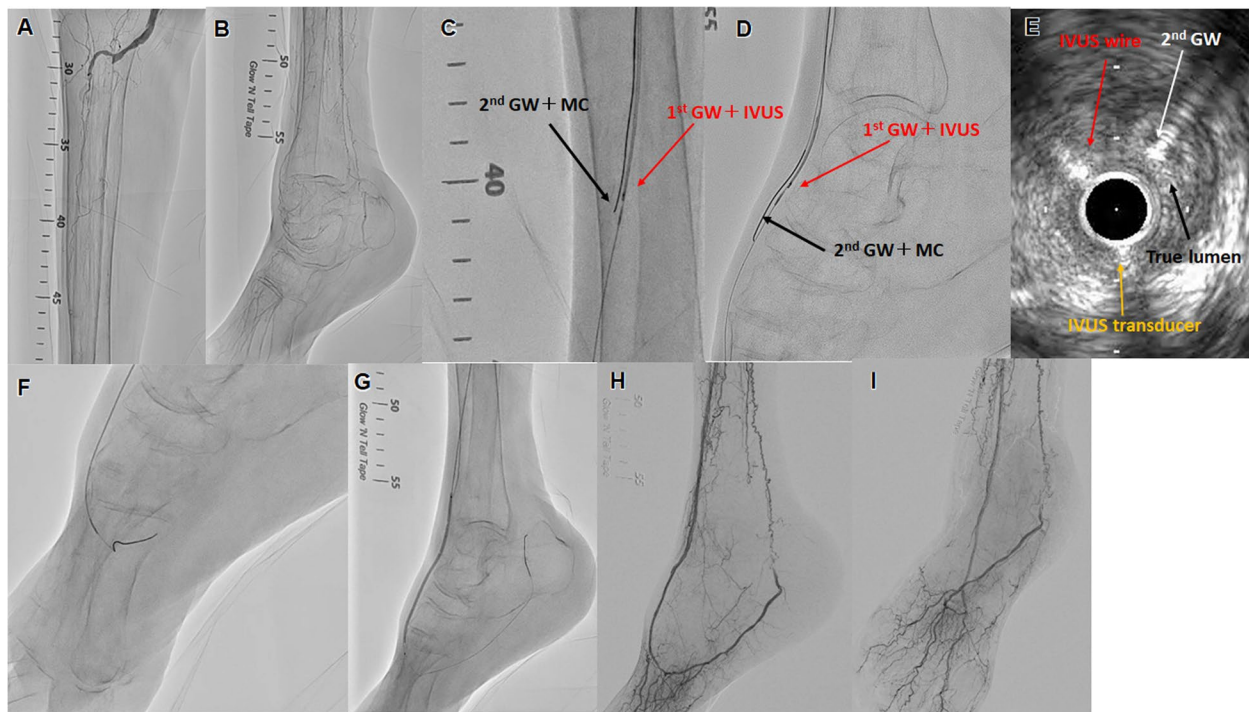 A
30
35
45
B
50
Glow 'N Tell Tape
55
C
55
2nd GW+MC
1st GW+IVUS
40
D
1st GW+IVUS
2nd GW+MC
E
IVUS wire
2nd GW
True lumen
IVUS transducer
F
G
50
Glow 'N Tell Tape
55
H
50
Glow 'N Tell Tape
55
I